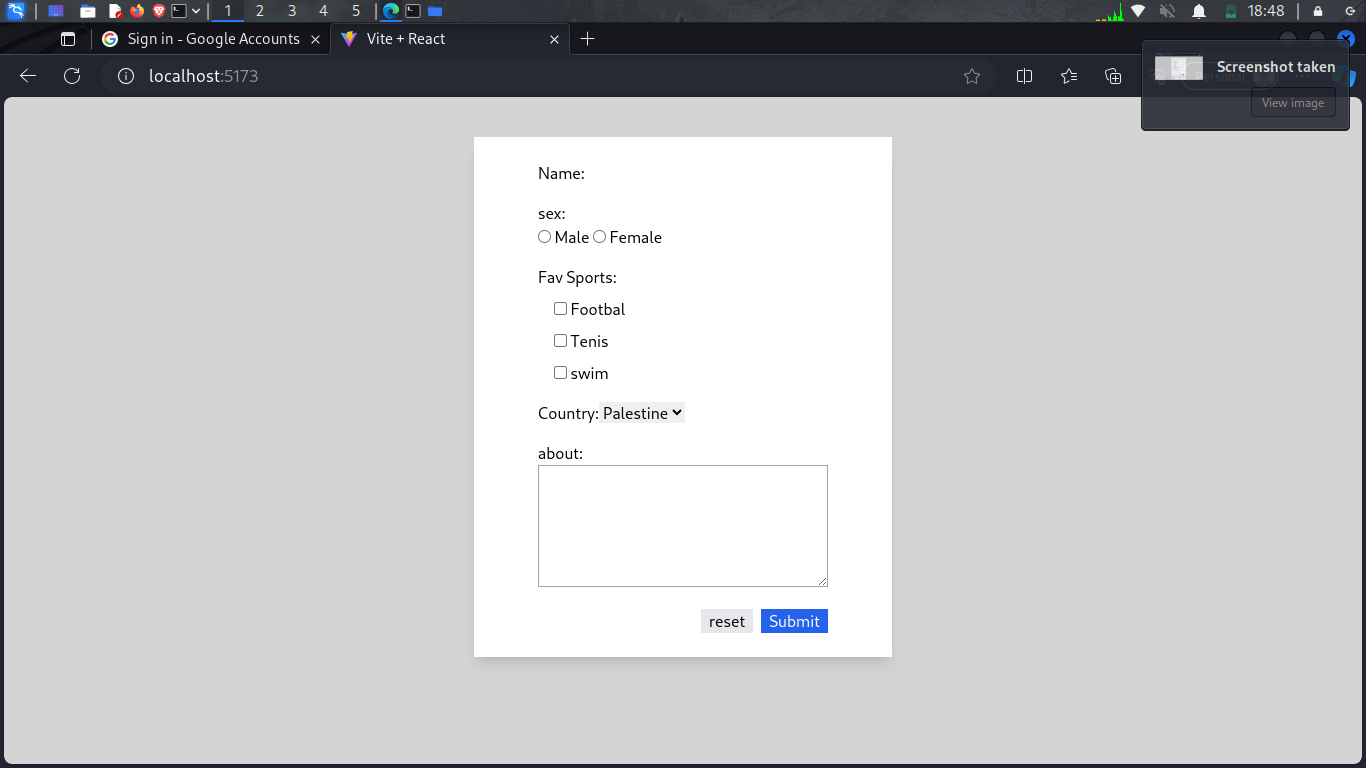 1 2 3 4 5 18:48
Sign in - Google Accounts Vite + React
localhost:5173
Screenshot taken
View image
Name:
sex:
Male Female
Fav Sports:
Footbal
Tenis
swim
Country: Palestine
about:
reset Submit